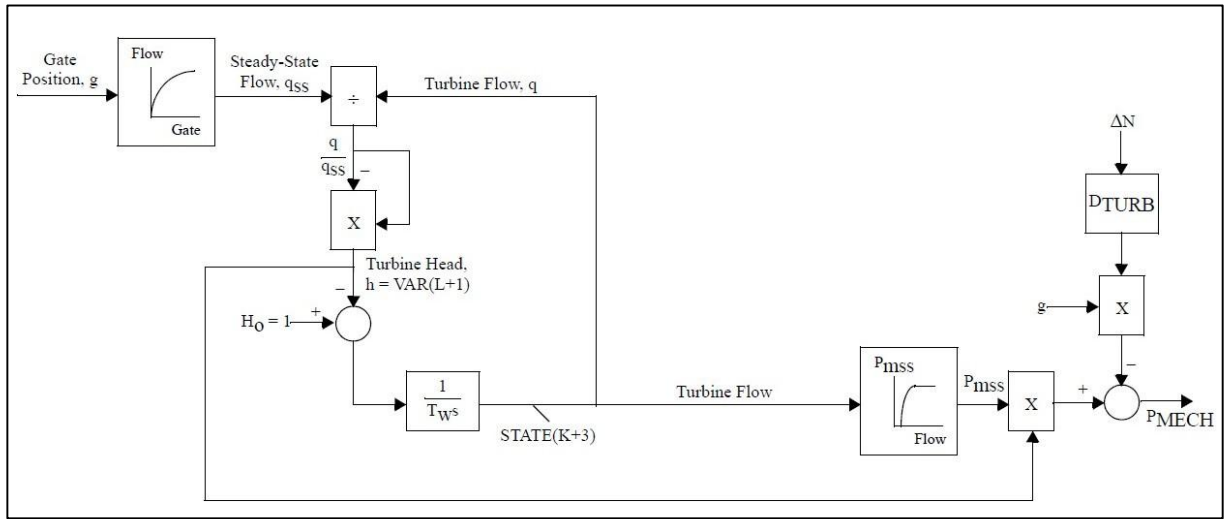 Gate
Position, g
Flow
Gate
Steady-State
Flow, qSS
÷
Turbine Flow, q
q
qSS
−
X
Turbine Head,
h = VAR(L+1)
−
HO = 1
+
1
TWs
STATE(K+3)
Turbine Flow
Pmss
Flow
Pmss
X
+
ΔN
DTURB
g
X
−
PMECH